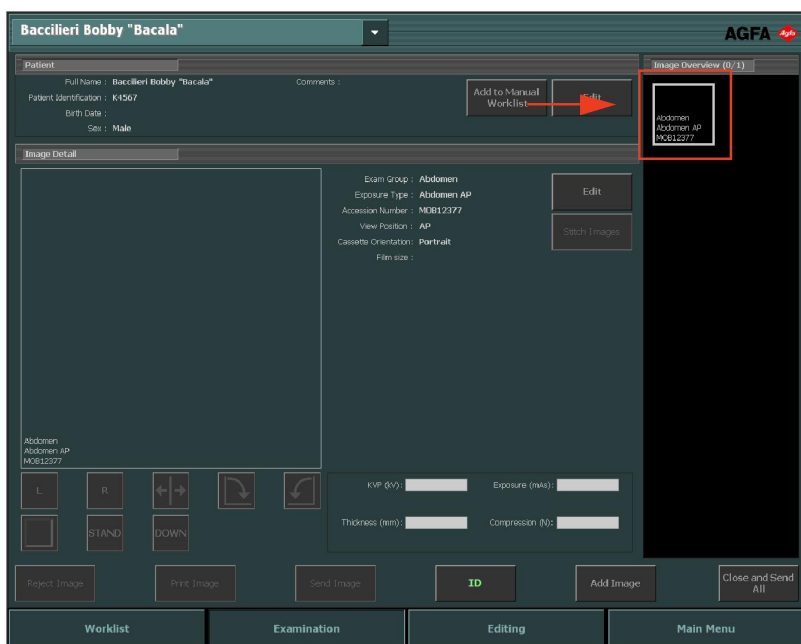 Baccilieri Bobby "Bacala"
AGFA
Agfa
Patient
Full Name : Baccilieri Bobby "Bacala"
Comments :
Patient Identification : K4567
Birth Date :
Sex : Male
Add to Manual
Worklist
Edit
Image Overview (0/1)
Abdomen
Abdomen AP
MOB12377
Image Detail
Exam Group : Abdomen
Exposure Type : Abdomen AP
Accession Number : MOB12377
View Position : AP
Cassette Orientation: Portrait
Film size :
Edit
Stitch Images
Abdomen
Abdomen AP
MOB12377
L
R
STAND
DOWN
KVP (kV):
Exposure (mAs):
Thickness (mm):
Compression (N):
Reject Image
Print Image
Send Image
ID
Add Image
Close and Send
All
Worklist
Examination
Editing
Main Menu